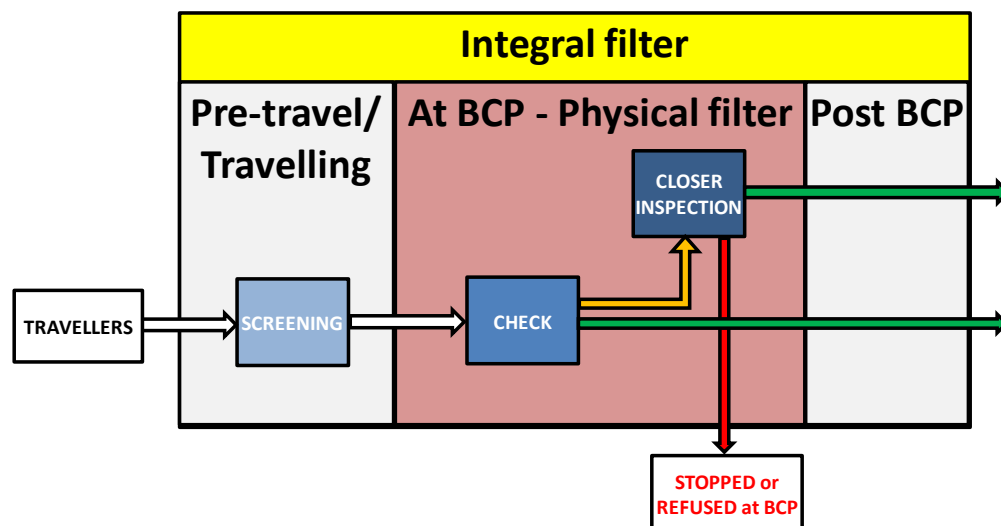 Integral filter
Pre-travel/
Travelling
At BCP - Physical filter
Post BCP
CLOSER
INSPECTION
TRAVELLERS
SCREENING
CHECK
STOPPED or
REFUSED at BCP